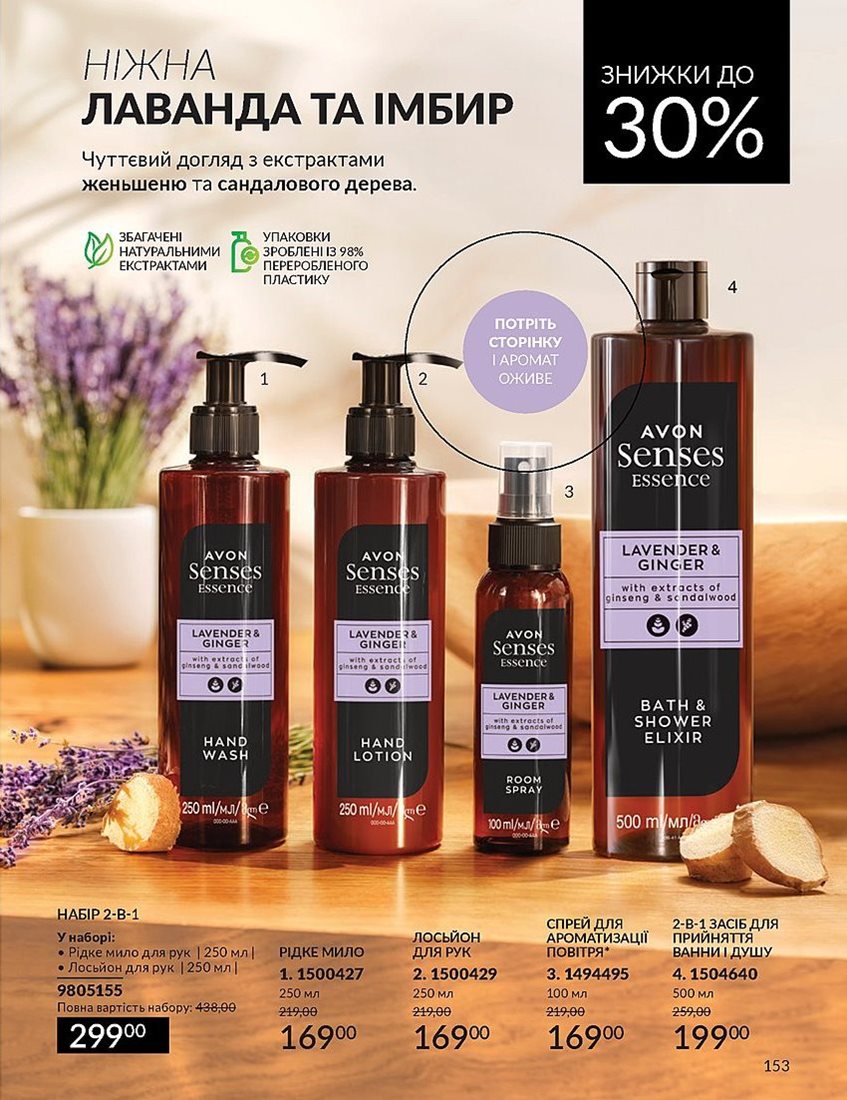 НІЖНА
ЛАВАНДА ТА ІМБИР
Чуттєвий догляд з екстрактами
женьшеню та сандалового дерева.
ЗНИЖКИ ДО
30%
ЗБАГАЧЕНІ
НАТУРАЛЬНИМИ
ЕКСТРАКТАМИ
УПАКОВКИ
ЗРОБЛЕНІ ІЗ 98%
ПЕРЕРОБЛЕНОГО
ПЛАСТИКУ
ПОТРІТЬ
СТОРІНКУ
І АРОМАТ
ОЖИВЕ
1
AVON
Senses
ESSENCE
LAVENDER &
GINGER
with extracts of
ginseng & sandalwood
HAND
WASH
250 ml/мл/
2
AVON
Senses
ESSENCE
LAVENDER &
GINGER
with extracts of
ginseng & sandalwood
HAND
LOTION
250 ml/мл/
3
AVON
Senses
ESSENCE
LAVENDER &
GINGER
with extracts of
ginseng & sandalwood
ROOM
SPRAY
100 ml/мл/
4
AVON
Senses
ESSENCE
LAVENDER &
GINGER
with extracts of
ginseng & sandalwood
BATH &
SHOWER
ELIXIR
500 ml/мл/
НАБІР 2-В-1
У наборі:
• Рідке мило для рук | 250 мл |
• Лосьйон для рук | 250 мл |
9805155
Повна вартість набору: 438,00
299 00
РІДКЕ МИЛО
1. 1500427
250 мл
219,00
169 00
ЛОСЬЙОН
ДЛЯ РУК
2. 1500429
250 мл
219,00
169 00
СПРЕЙ ДЛЯ
АРОМАТИЗАЦІЇ
ПОВІТРЯ*
3. 1494495
100 мл
219,00
169 00
2-В-1 ЗАСІБ ДЛЯ
ПРИЙНЯТТЯ
ВАННИ І ДУШУ
4. 1504640
500 мл
259,00
199 00
153